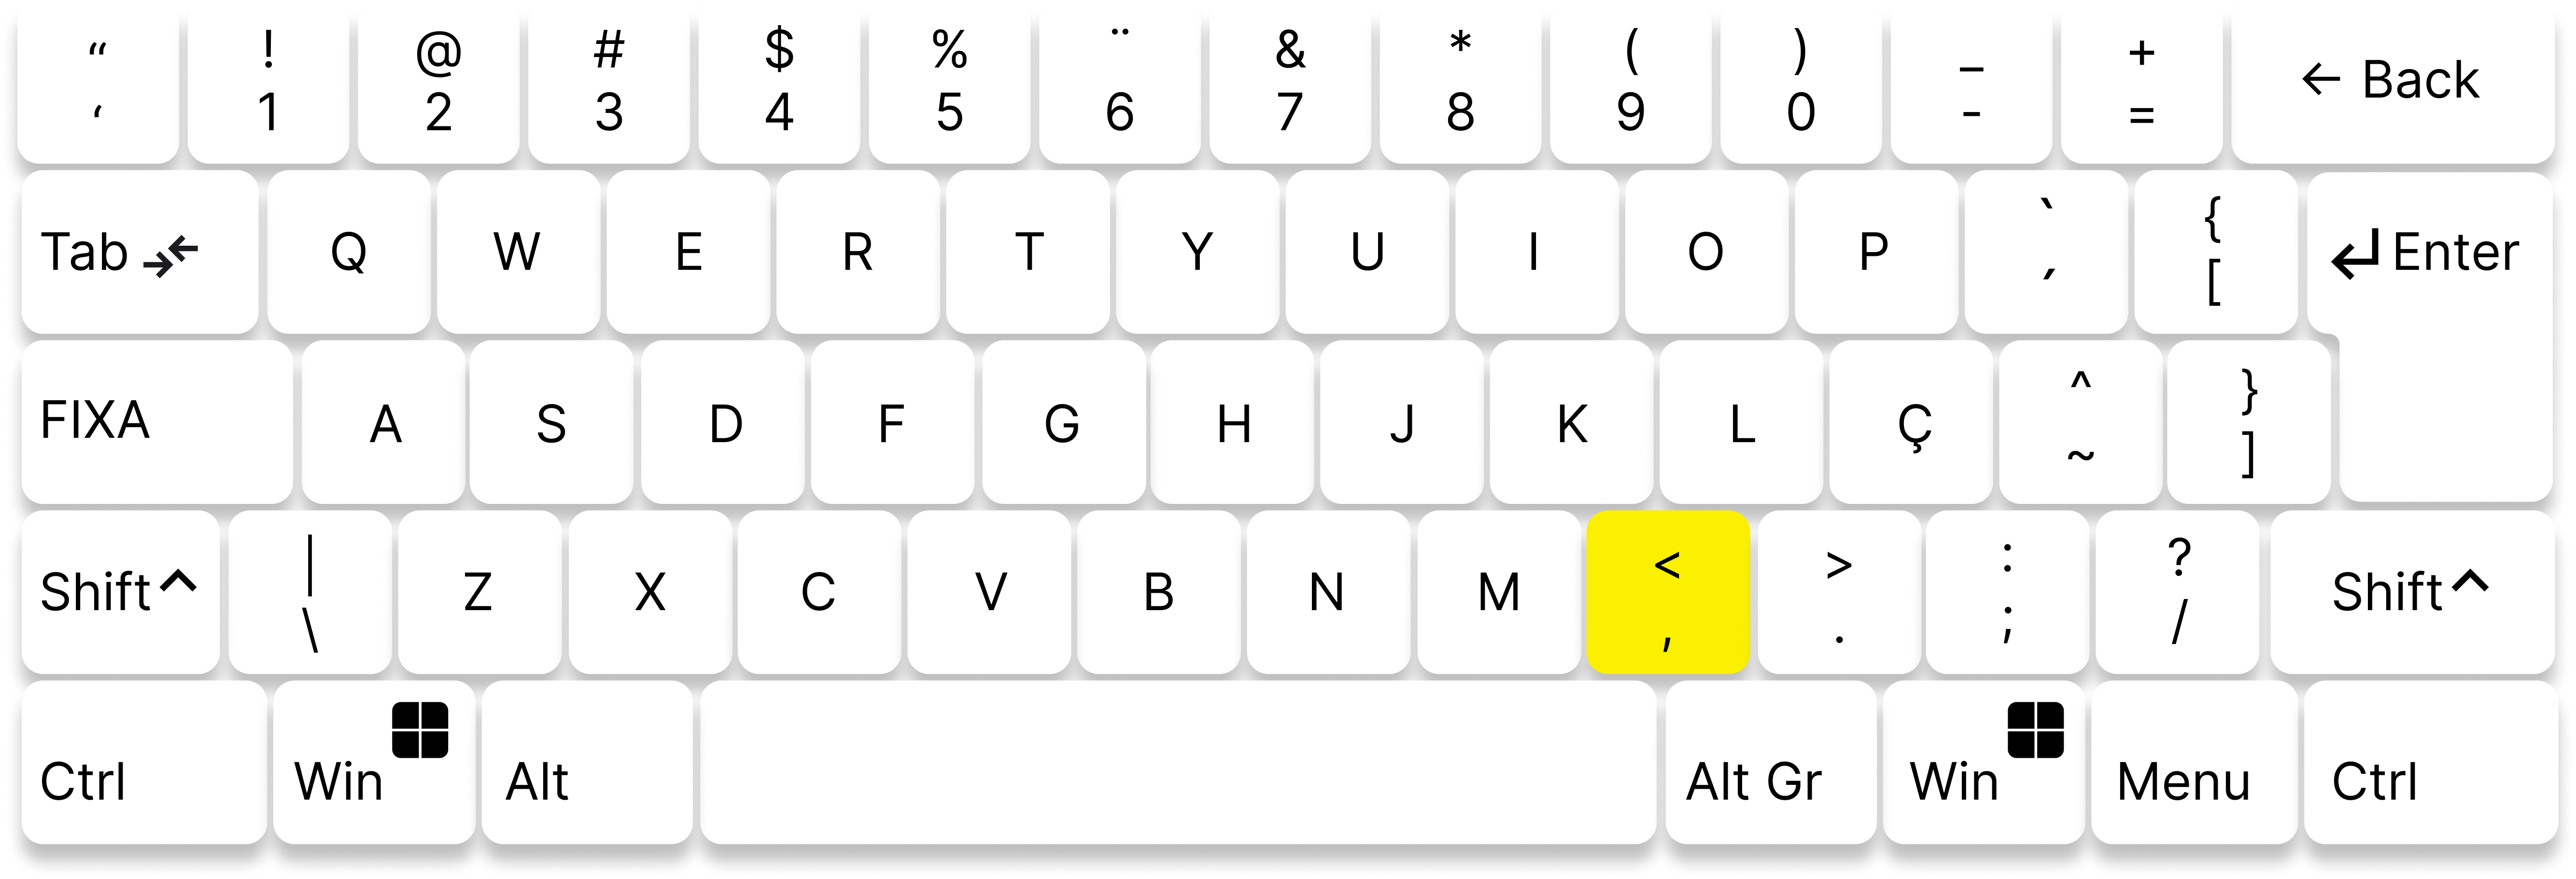 “ ! @ # $ % ¨ & * ( ) _ +
‘ 1 2 3 4 5 6 7 8 9 0 - = ← Back
Tab Q W E R T Y U I O P ` ´ { [ ↵ Enter
FIXA A S D F G H J K L Ç ^ ~ } ]
Shift ^ | \ Z X C V B N M < , > . : ; ? / Shift ^
Ctrl Win Alt Alt Gr Win Menu Ctrl